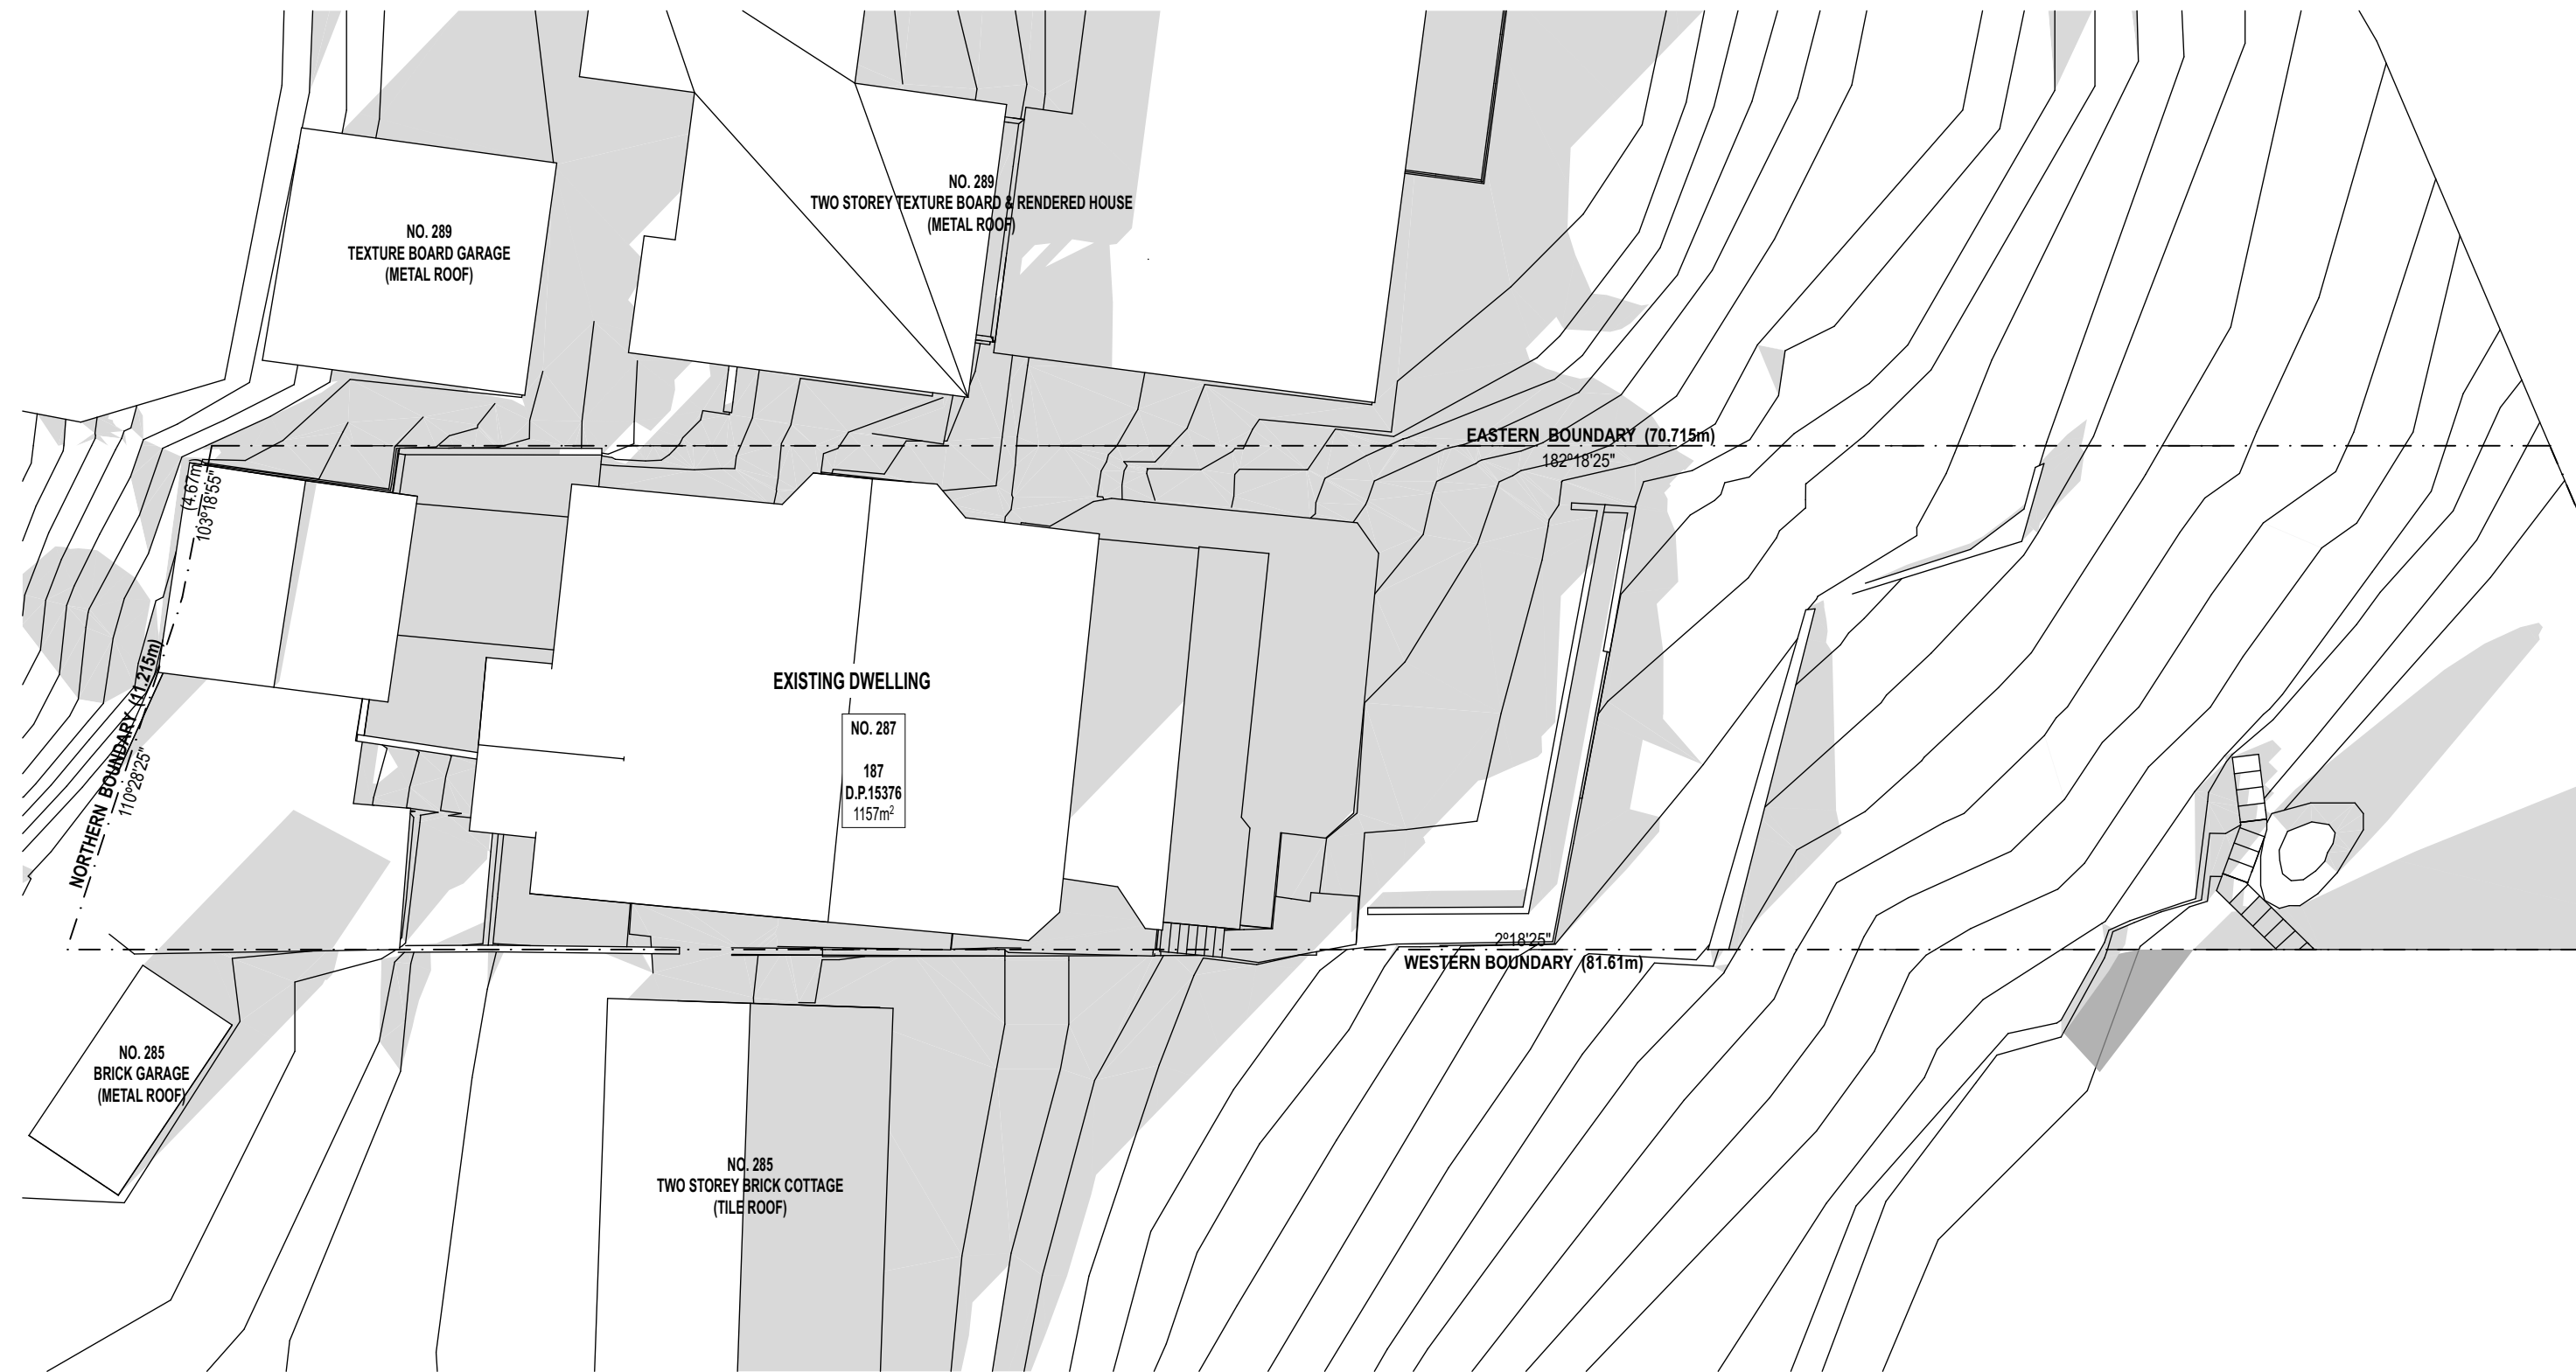 NO. 289
TWO STOREY TEXTURE BOARD & RENDERED HOUSE
(METAL ROOF)
NO. 289
TEXTURE BOARD GARAGE
(METAL ROOF)
EASTERN BOUNDARY (70.715m)
182°18'25"
(4.67m)
103°18'55"
NORTHERN BOUNDARY (11.215m)
110°28'25"
EXISTING DWELLING
NO. 287
187
D.P.15376
1157m²
2°18'25"
WESTERN BOUNDARY (81.61m)
NO. 285
BRICK GARAGE
(METAL ROOF)
NO. 285
TWO STOREY BRICK COTTAGE
(TILE ROOF)